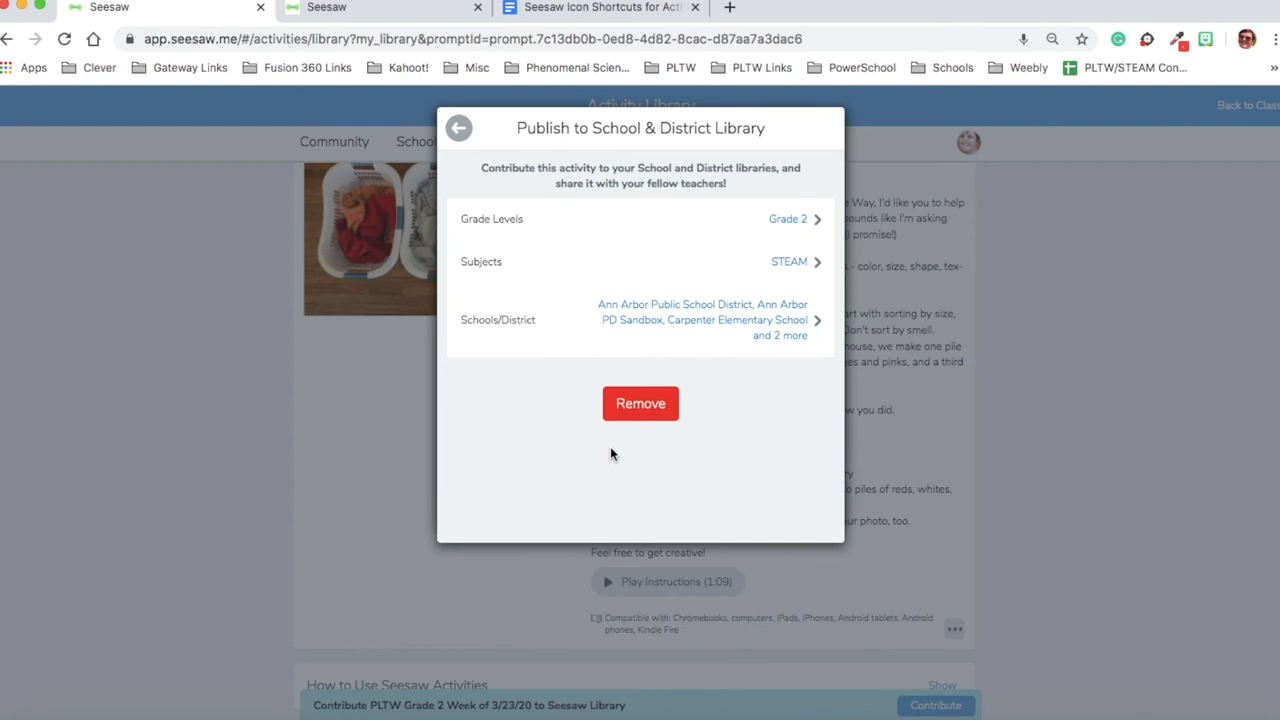 Seesaw
Seesaw
Seesaw Icon Shortcuts for Acti
app.seesaw.me/#/activities/library?my_library&promptId=prompt.7c13db0b-0ed8-4d82-8cac-d87aa7a3dac6
Apps Clever Gateway Links Fusion 360 Links Kahoot! Misc Phenomenal Scien... PLTW PLTW Links PowerSchool Schools Weebly PLTW/STEAM Con...
Activity Library
Back to Class
Community School
Publish to School & District Library
Contribute this activity to your School and District libraries, and
share it with your fellow teachers!
Grade Levels Grade 2
Subjects STEAM
Schools/District
Ann Arbor Public School District, Ann Arbor
PD Sandbox, Carpenter Elementary School
and 2 more
Remove
e Way, I'd like you to help
sounds like I'm asking
(I promise!)
- color, size, shape, tex-
art with sorting by size,
Don't sort by smell.
house, we make one pile
ges and pinks, and a third
w you did.
ry
o piles of reds, whites,
ur photo, too.
Feel free to get creative!
Play Instructions (1:09)
Compatible with: Chromebooks, computers, iPads, iPhones, Android tablets, Android
phones, Kindle Fire
How to Use Seesaw Activities Show
Contribute PLTW Grade 2 Week of 3/23/20 to Seesaw Library Contribute